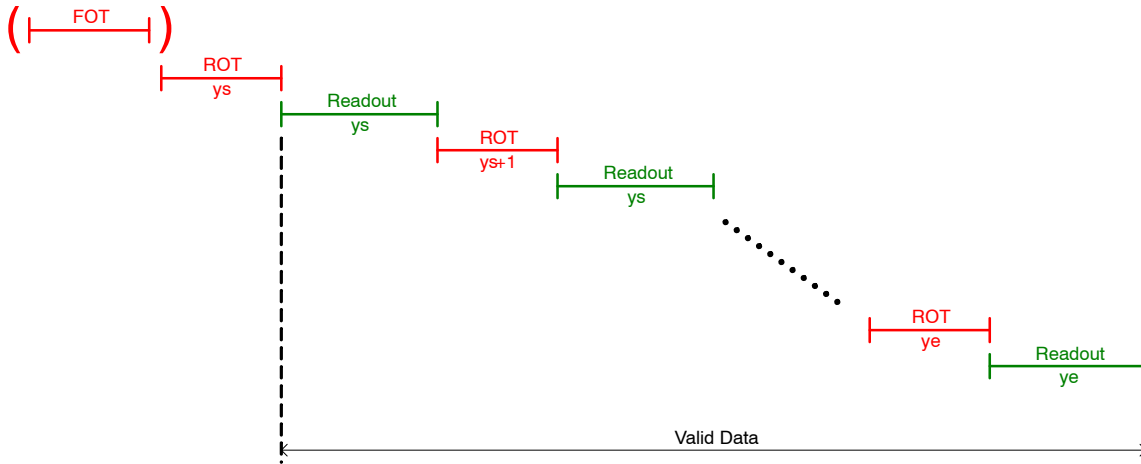 ( FOT )
ROT
ys
Readout
ys
ROT
ys+1
Readout
ys
ROT
ye
Readout
ye
Valid Data